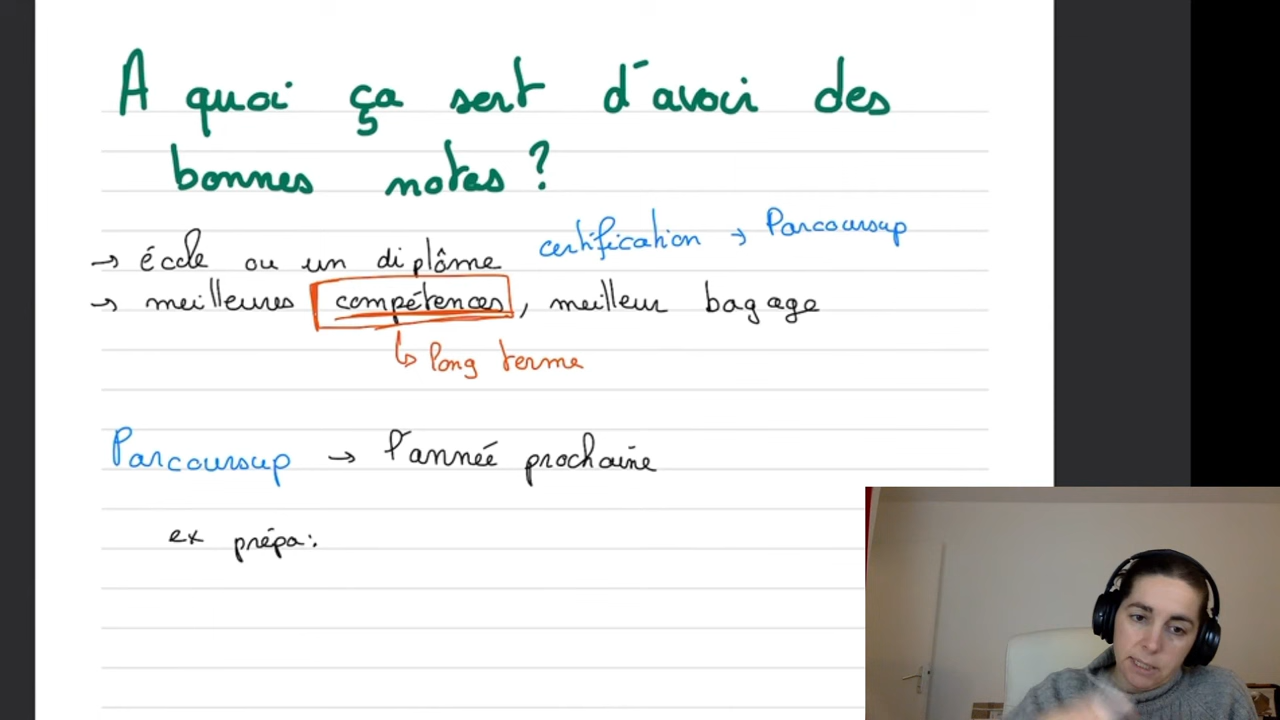 A quoi ça sert d'avoir des
bonnes notes ?
→ école ou un diplôme certification → Parcoursup
→ meilleures compétences, meilleur bagage
↳ long terme
Parcoursup → l'année prochaine
ex prépa :